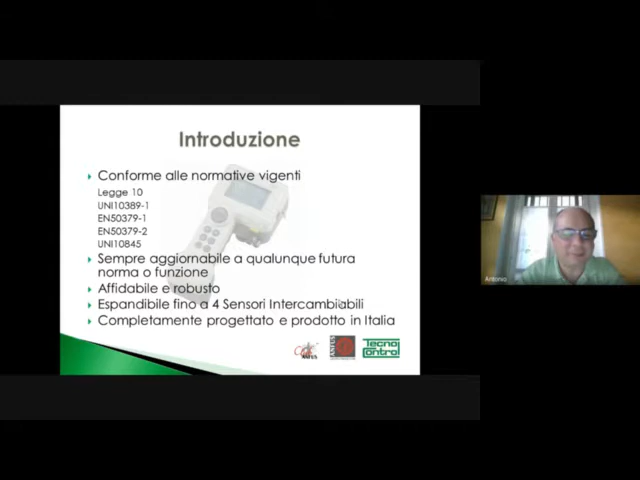 Introduzione
Conforme alle normative vigenti
Legge 10
UNI10389-1
EN50379-1
EN50379-2
UNI10845
Sempre aggiornabile a qualunque futura
norma o funzione
Affidabile e robusto
Espandibile fino a 4 Sensori Intercambiabili
Completamente progettato e prodotto in Italia
Tecno
Control
Antonio